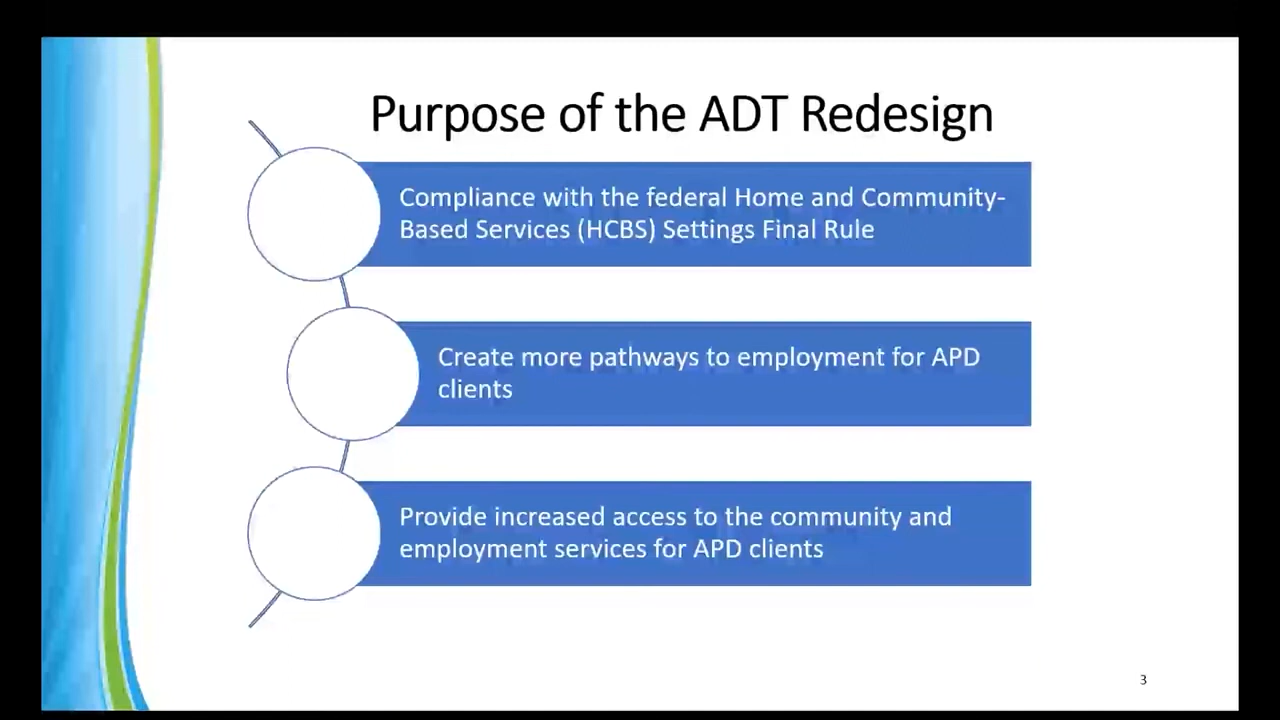 Purpose of the ADT Redesign
Compliance with the federal Home and Community-
Based Services (HCBS) Settings Final Rule
Create more pathways to employment for APD
clients
Provide increased access to the community and
employment services for APD clients
3